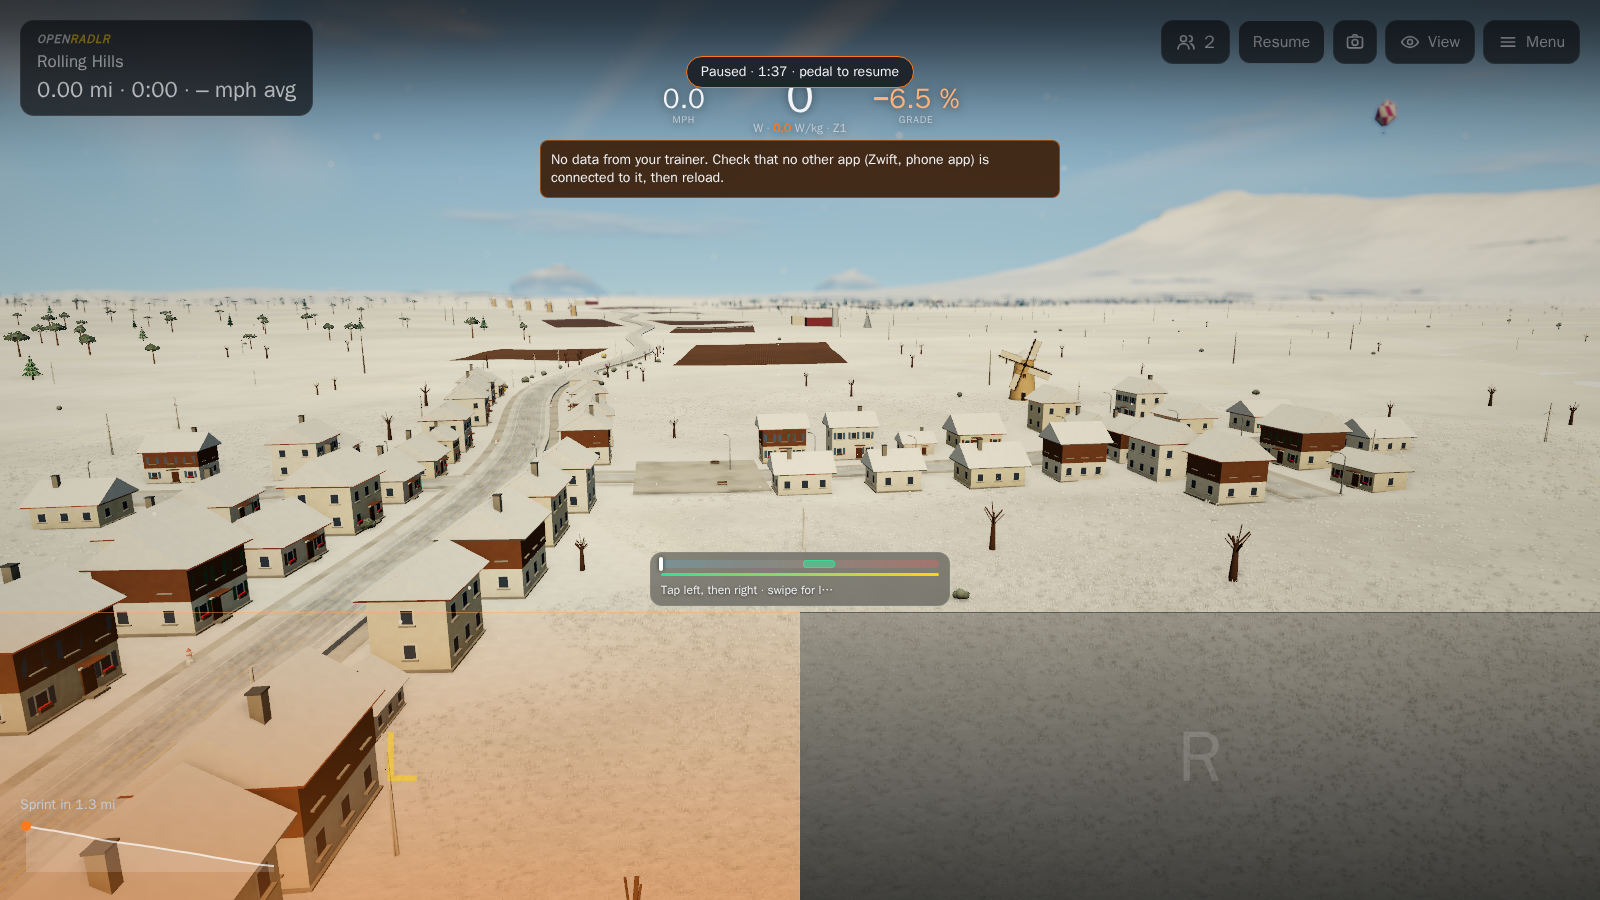 OPENRADLR
Rolling Hills
0.00 mi · 0:00 · – mph avg
2
Resume
View
Menu
Paused · 1:37 · pedal to resume
0.0
MPH
0
W · 0.0 W/kg · Z1
−6.5 %
GRADE
No data from your trainer. Check that no other app (Zwift, phone app) is
connected to it, then reload.
Tap left, then right · swipe for l…
L
R
Sprint in 1.3 mi